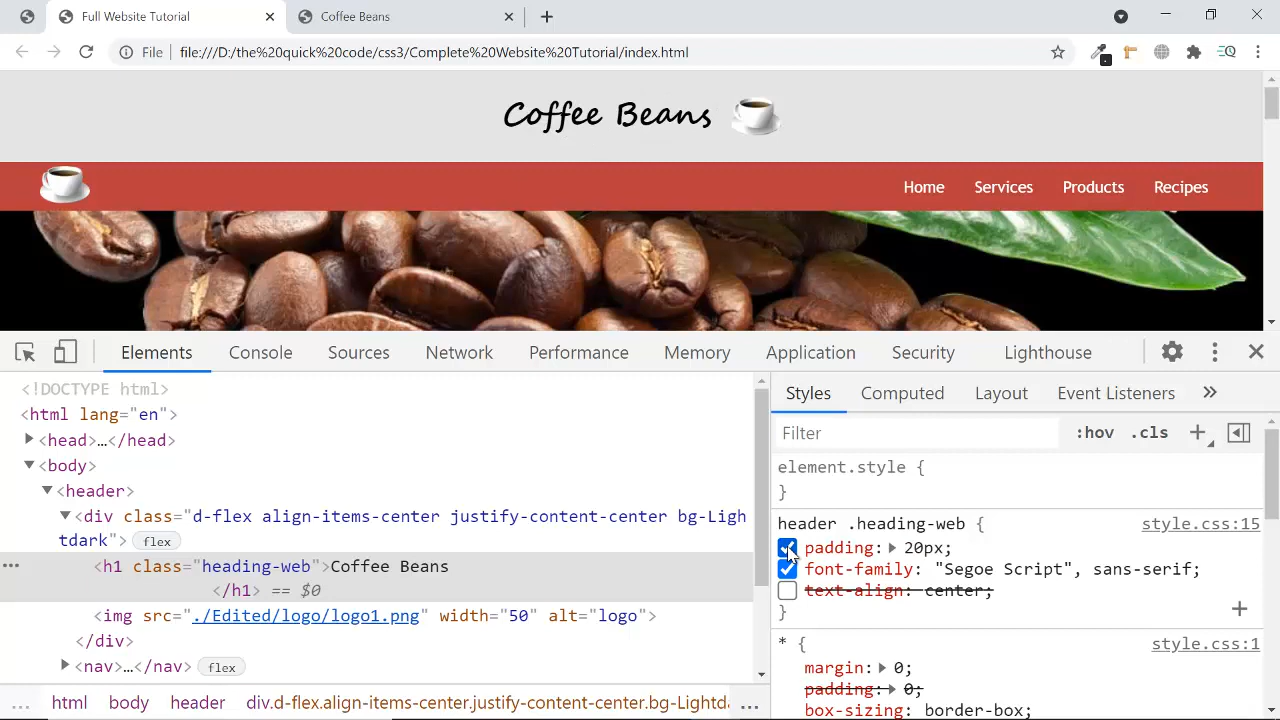 Full Website Tutorial
Coffee Beans
File
file:///D:/the%20quick%20code/css3/Complete%20Website%20Tutorial/index.html
Coffee Beans
Home Services Products Recipes
Elements Console Sources Network Performance Memory Application Security Lighthouse
<!DOCTYPE html>
<html lang="en">
<head>…</head>
<body>
<header>
<div class="d-flex align-items-center justify-content-center bg-Ligh
tdark"> flex
<h1 class="heading-web">Coffee Beans
</h1> == $0
<img src="./Edited/logo/logo1.png" width="50" alt="logo">
</div>
<nav>…</nav> flex
... html body header div.d-flex.align-items-center.justify-content-center.bg-Lightda ...
Styles Computed Layout Event Listeners »
Filter :hov .cls +
element.style {
}
header .heading-web { style.css:15
padding: 20px;
font-family: "Segoe Script", sans-serif;
text-align: center;
}
* { style.css:1
margin: 0;
padding: 0;
box-sizing: border-box;